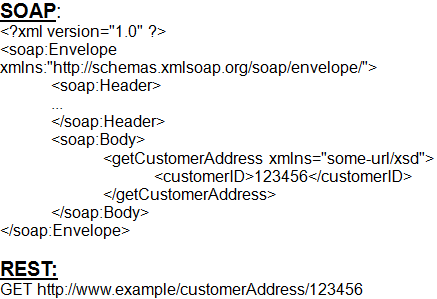 SOAP:
<?xml version="1.0" ?>
<soap:Envelope
xmlns:"http://schemas.xmlsoap.org/soap/envelope/">
<soap:Header>
...
</soap:Header>
<soap:Body>
<getCustomerAddress xmlns="some-url/xsd">
<customerID>123456</customerID>
</getCustomerAddress>
</soap:Body>
</soap:Envelope>
REST:
GET http://www.example/customerAddress/123456